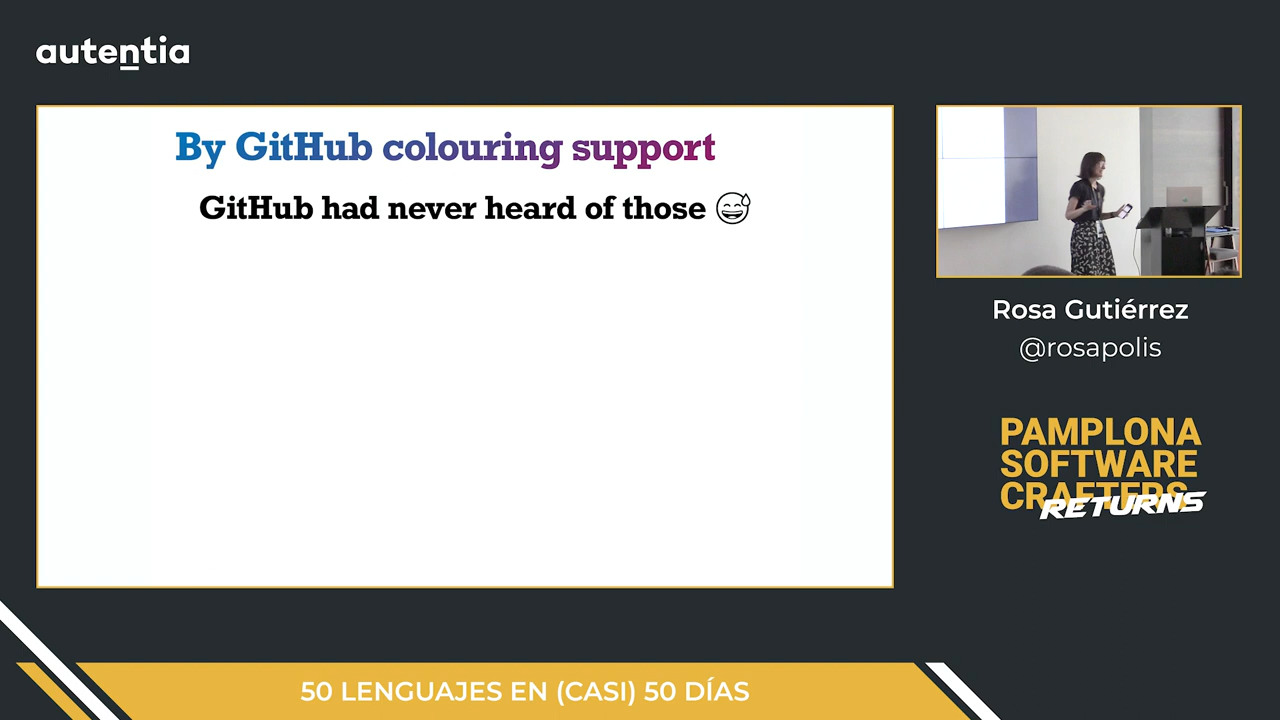 autentia
By GitHub colouring support
GitHub had never heard of those 😅
Rosa Gutiérrez
@rosapolis
PAMPLONA
SOFTWARE
CRAFTERS
RETURNS
50 LENGUAJES EN (CASI) 50 DÍAS